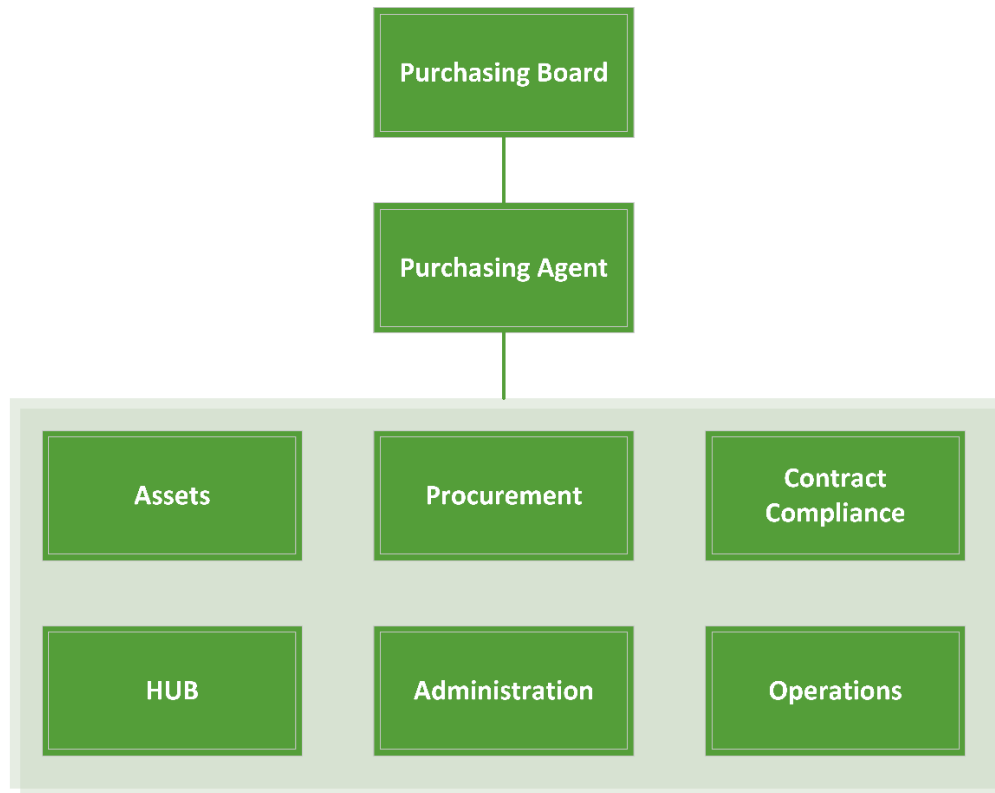 Purchasing Board
Purchasing Agent
Assets
Procurement
Contract
Compliance
HUB
Administration
Operations